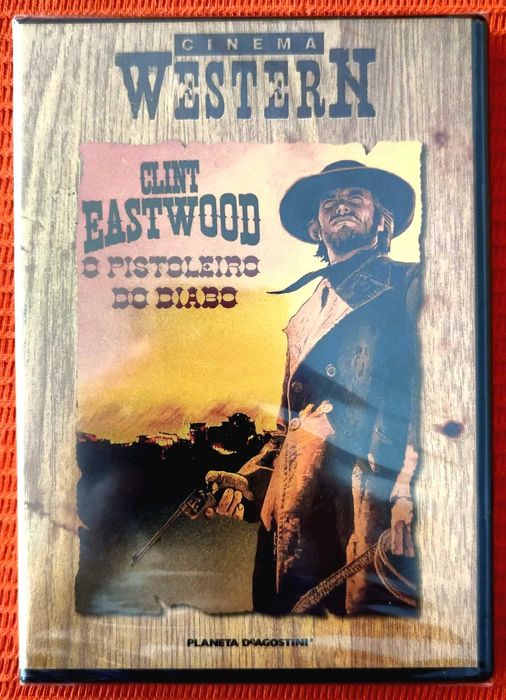 CINEMA
WESTERN
CLINT
EASTWOOD
O PISTOLEIRO
DO DIABO
PLANETA DEAGOSTINI